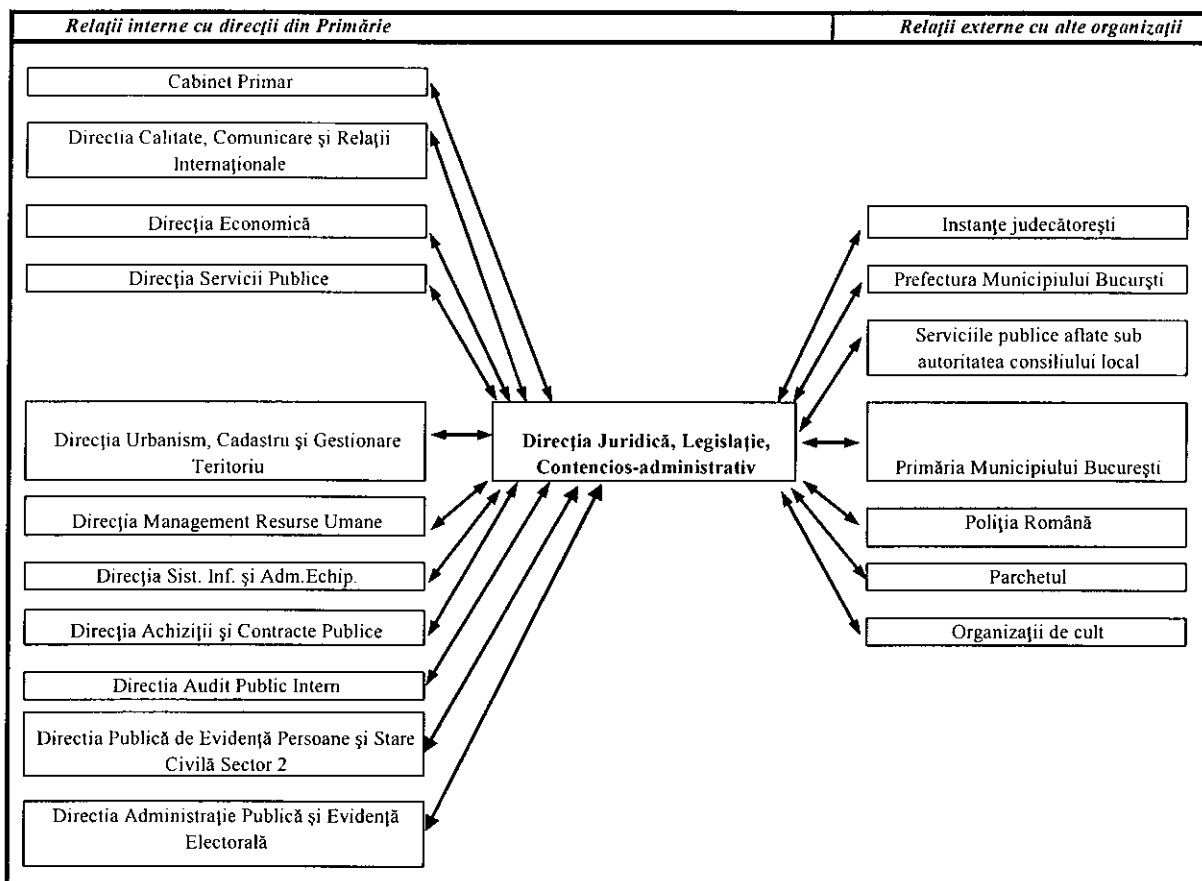 Relaţii interne cu direcţii din Primărie
Relaţii externe cu alte organizaţii
Cabinet Primar
Directia Calitate, Comunicare şi Relaţii
Internaţionale
Direcţia Economică
Direcţia Servicii Publice
Direcţia Urbanism, Cadastru şi Gestionare
Teritoriu
Direcţia Management Resurse Umane
Direcţia Sist. Inf. şi Adm.Echip.
Direcţia Achiziţii şi Contracte Publice
Directia Audit Public Intern
Directia Publică de Evidenţă Persoane şi Stare
Civilă Sector 2
Directia Administraţie Publică şi Evidenţă
Electorală
Direcţia Juridică, Legislaţie,
Contencios-administrativ
Instanţe judecătoreşti
Prefectura Municipiului Bucurşti
Serviciile publice aflate sub
autoritatea consiliului local
Primăria Municipiului Bucureşti
Poliţia Română
Parchetul
Organizaţii de cult